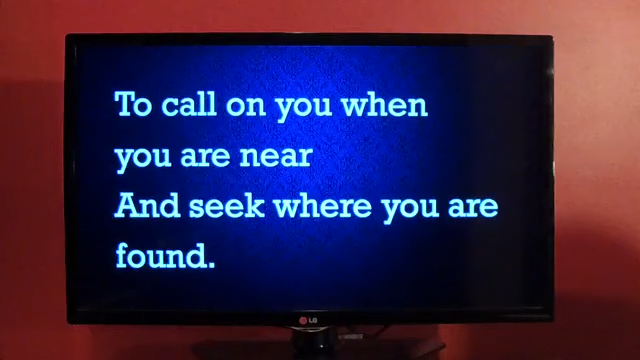 To call on you when
you are near
And seek where you are
found.
LG